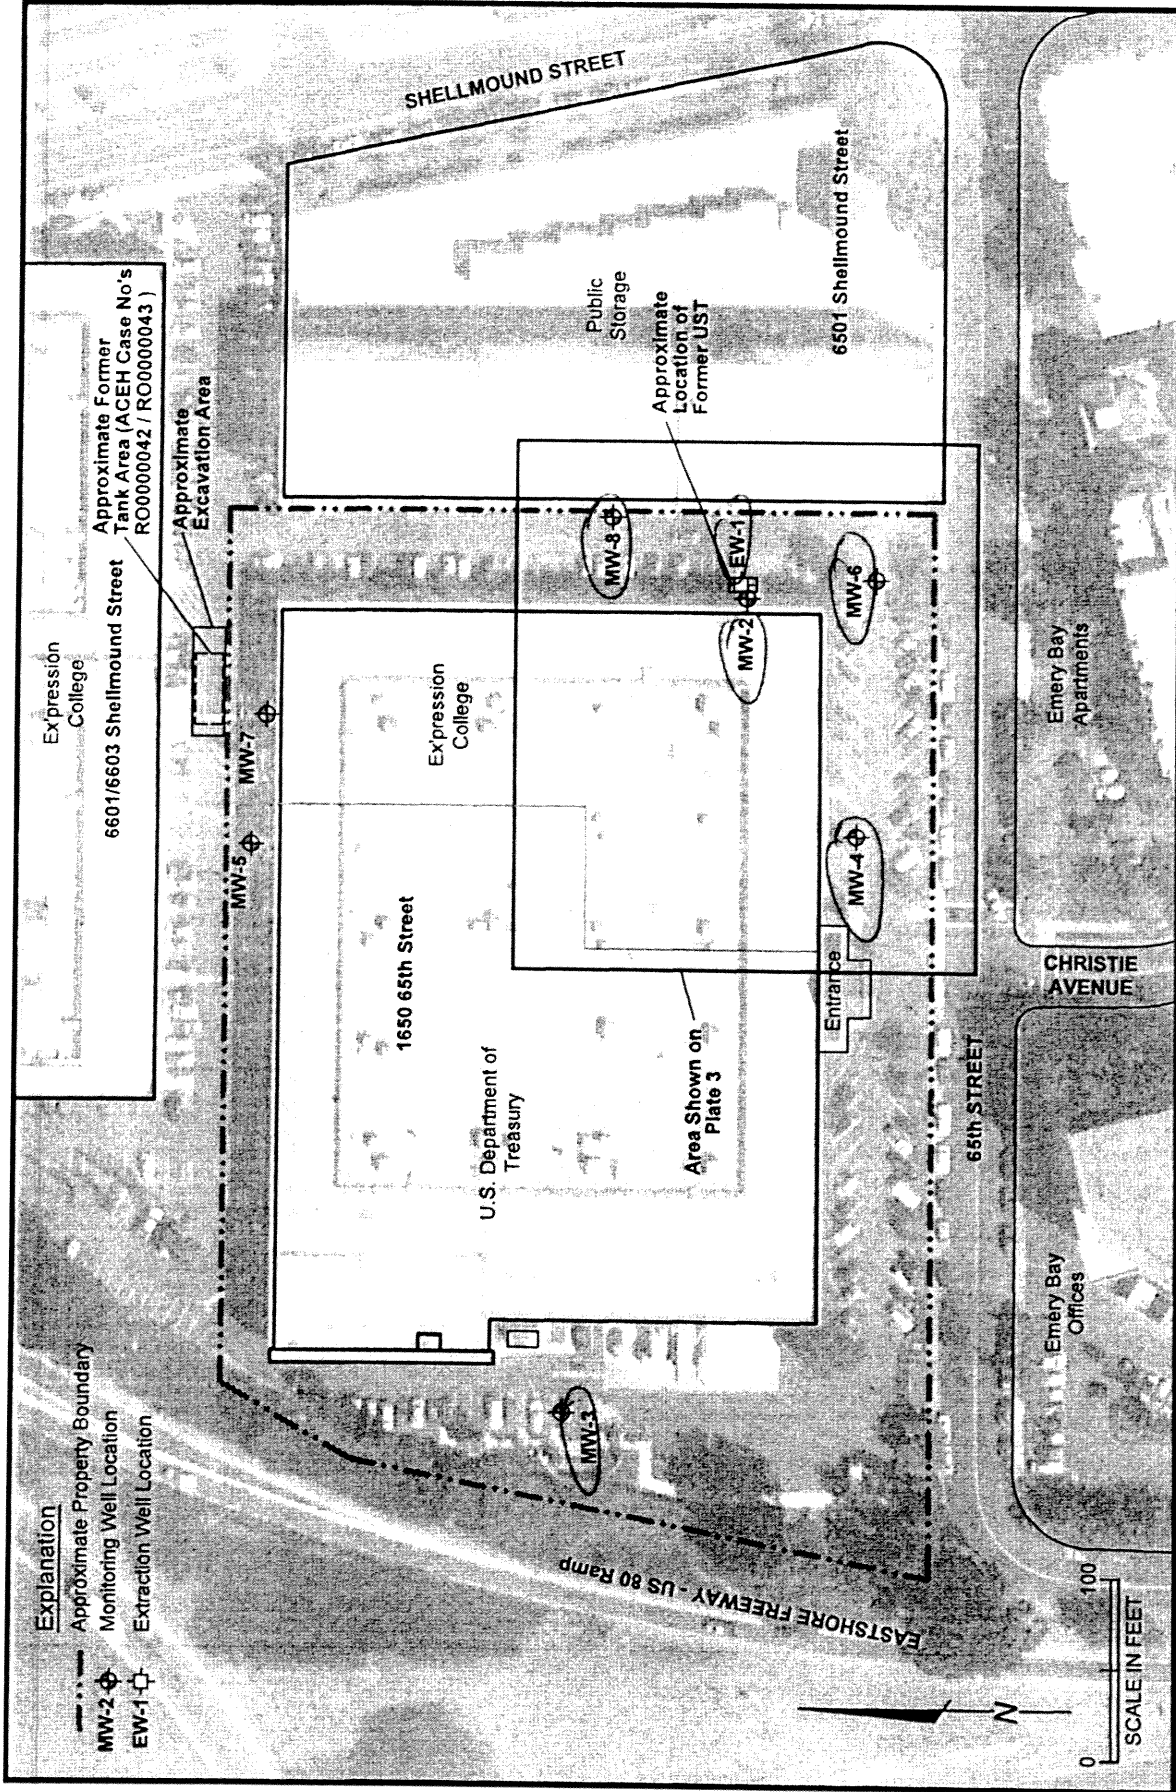 Explanation
Approximate Property Boundary
MW-2
Monitoring Well Location
EW-1
Extraction Well Location
Ex'pression
College
6601/6603 Shellmound Street
Approximate Former
Tank Area (ACEH Case No's
RO0000042 / RO0000043 )
Approximate
Excavation Area
MW-5
MW-7
SHELLMOUND STREET
U.S. Department of
Treasury
1650 65th Street
Ex'pression
College
Public
Storage
6501 Shellmound Street
Approximate
Location of
Former UST
MW-8
EW-1
MW-2
MW-6
MW-4
MW-3
Area Shown on
Plate 3
Entrance
EASTSHORE FREEWAY - US 80 Ramp
65th STREET
CHRISTIE
AVENUE
Emery Bay
Offices
Emery Bay
Apartments
N
0
100
SCALE IN FEET